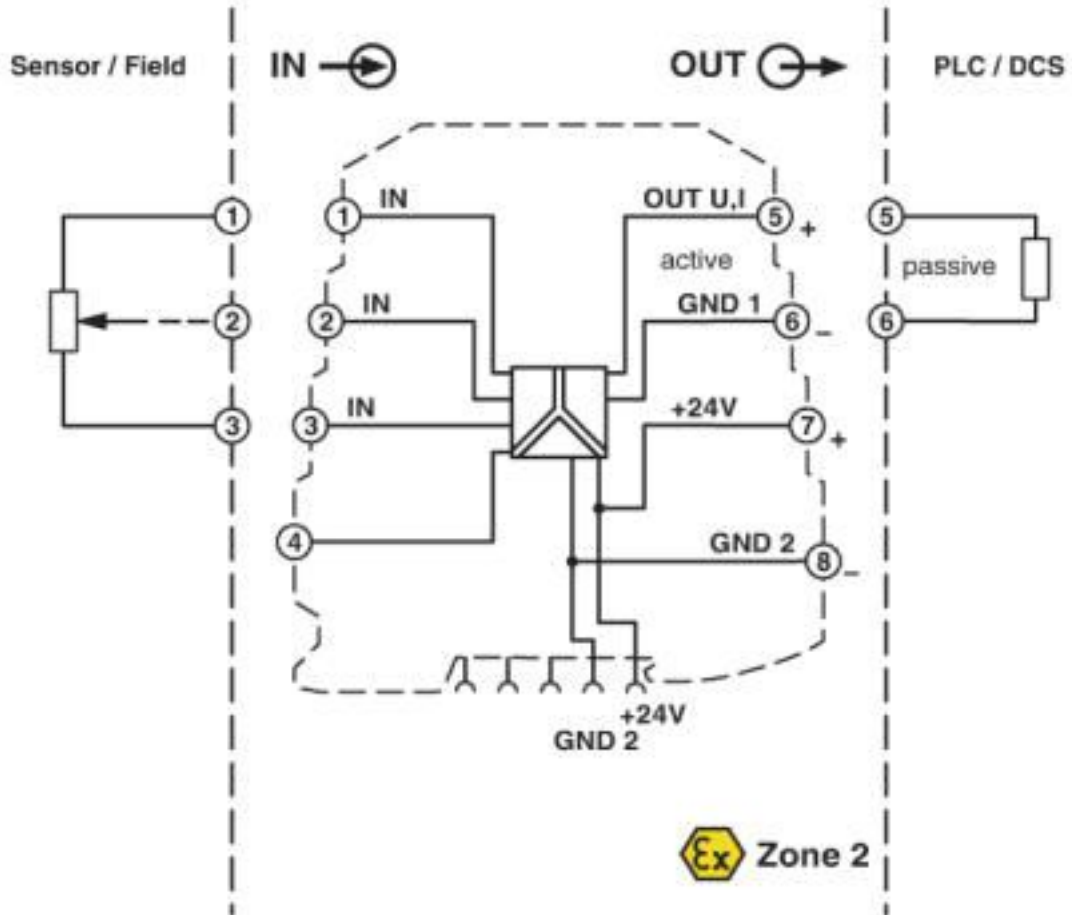 Sensor / Field
IN
OUT
PLC / DCS
1
1
IN
OUT U,I
5
+
5
active
passive
2
2
IN
GND 1
6
–
6
3
3
IN
+24V
7
+
4
GND 2
8
–
+24V
GND 2
Ex Zone 2